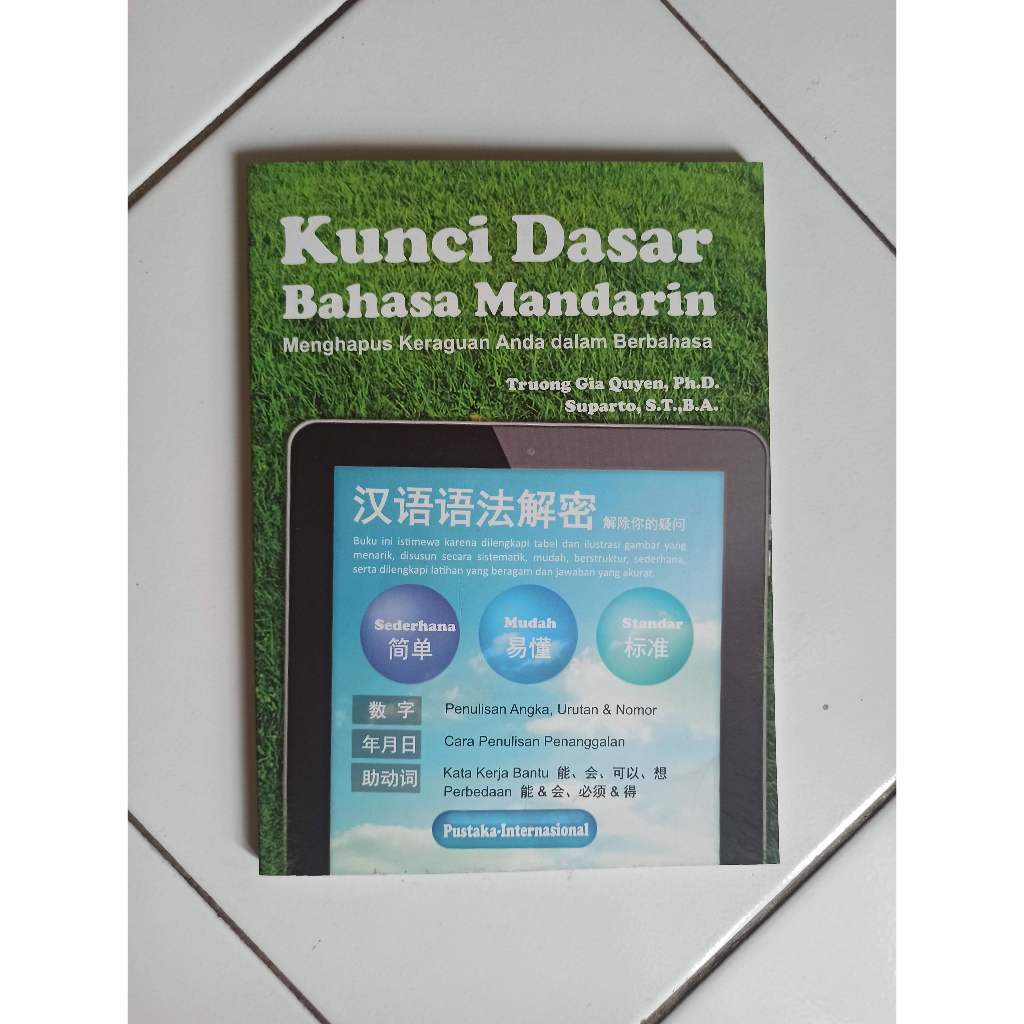 Kunci Dasar
Bahasa Mandarin
Menghapus Keraguan Anda dalam Berbahasa
Truong Gia Quyen, Ph.D.
Suparto, S.T.,B.A.
汉语语法解密 解除你的疑问
Buku ini istimewa karena dilengkapi tabel dan ilustrasi gambar yang
menarik, disusun secara sistematik, mudah, berstruktur, sederhana,
serta dilengkapi latihan yang beragam dan jawaban yang akurat.
Sederhana
简单
Mudah
易懂
Standar
标准
数字 Penulisan Angka, Urutan & Nomor
年月日 Cara Penulisan Penanggalan
助动词 Kata Kerja Bantu 能、会、可以、想
Perbedaan 能 & 会、必须 & 得
Pustaka-Internasional